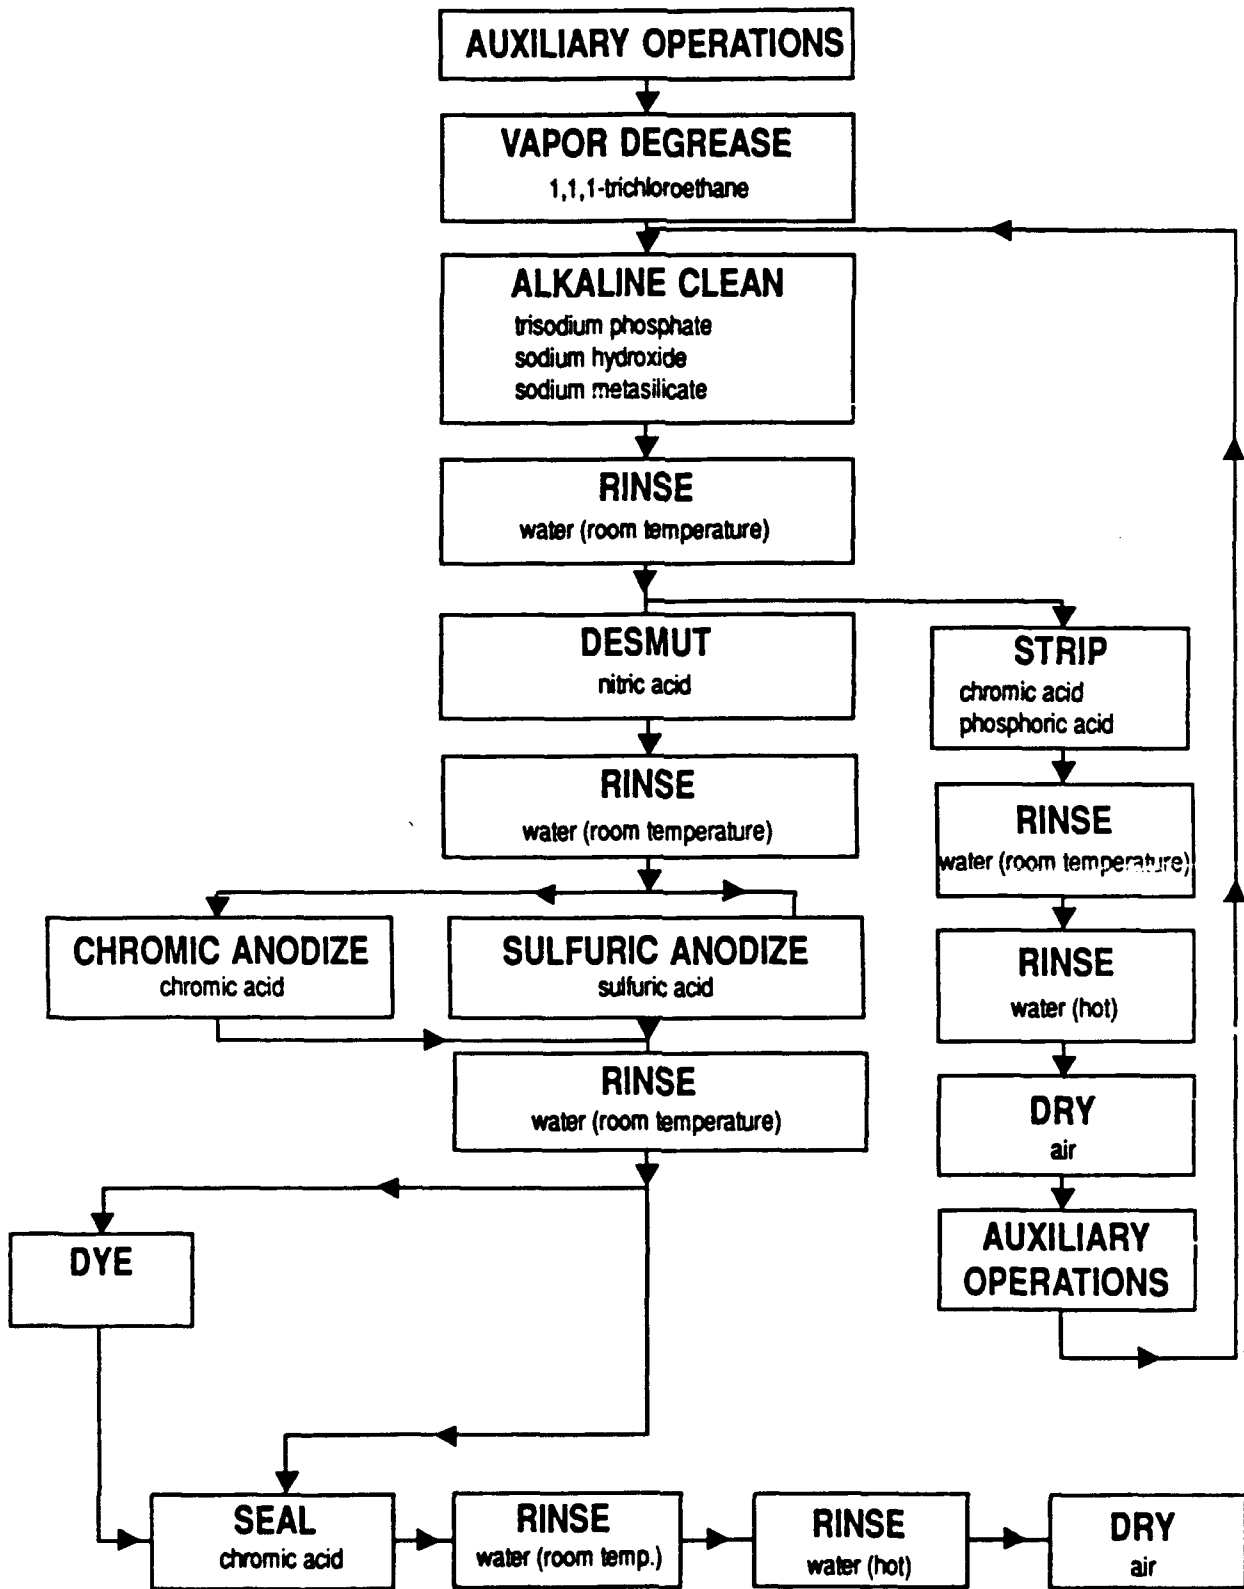 AUXILIARY OPERATIONS
VAPOR DEGREASE
1,1,1-trichloroethane
ALKALINE CLEAN
trisodium phosphate
sodium hydroxide
sodium metasilicate
RINSE
water (room temperature)
DESMUT
nitric acid
STRIP
chromic acid
phosphoric acid
RINSE
water (room temperature)
RINSE
water (room temperature)
CHROMIC ANODIZE
chromic acid
SULFURIC ANODIZE
sulfuric acid
RINSE
water (hot)
RINSE
water (room temperature)
DRY
air
DYE
AUXILIARY
OPERATIONS
SEAL
chromic acid
RINSE
water (room temp.)
RINSE
water (hot)
DRY
air